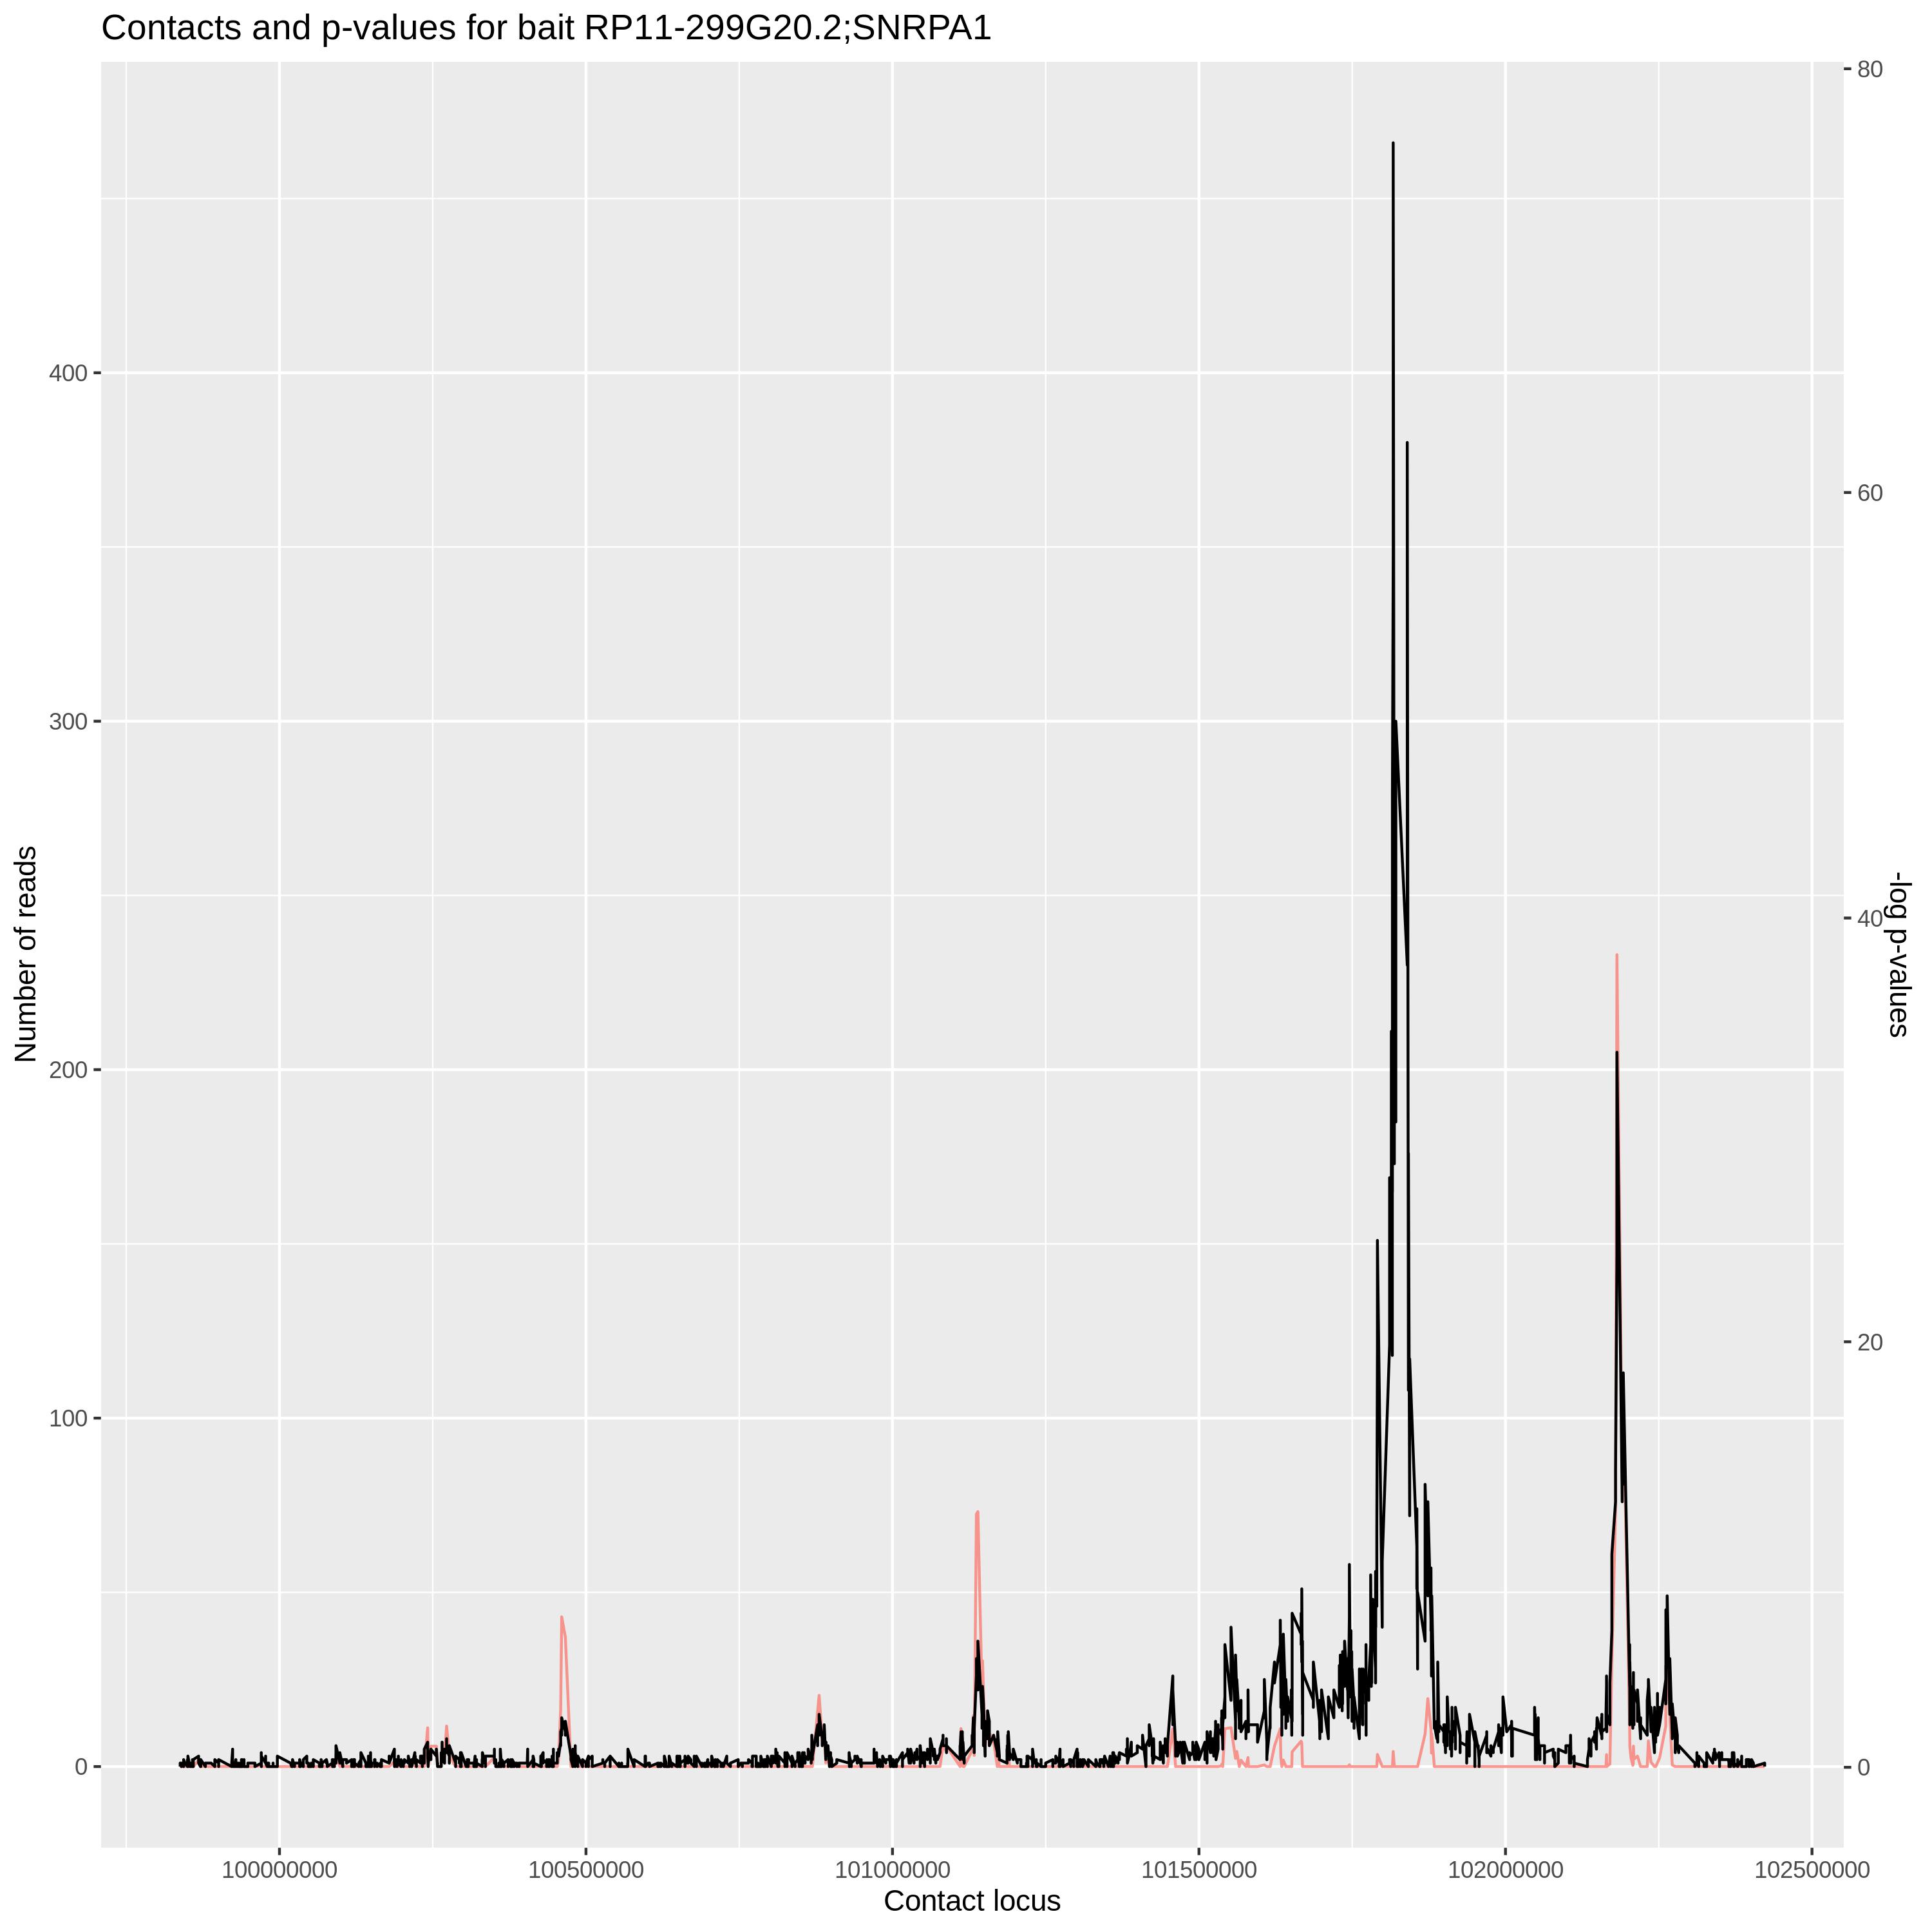 Contacts and p-values for bait RP11-299G20.2;SNRPA1
Number of reads
400
300
200
100
0
80
60
40
20
0
-log p-values
100000000 100500000 101000000 101500000 102000000 102500000
Contact locus